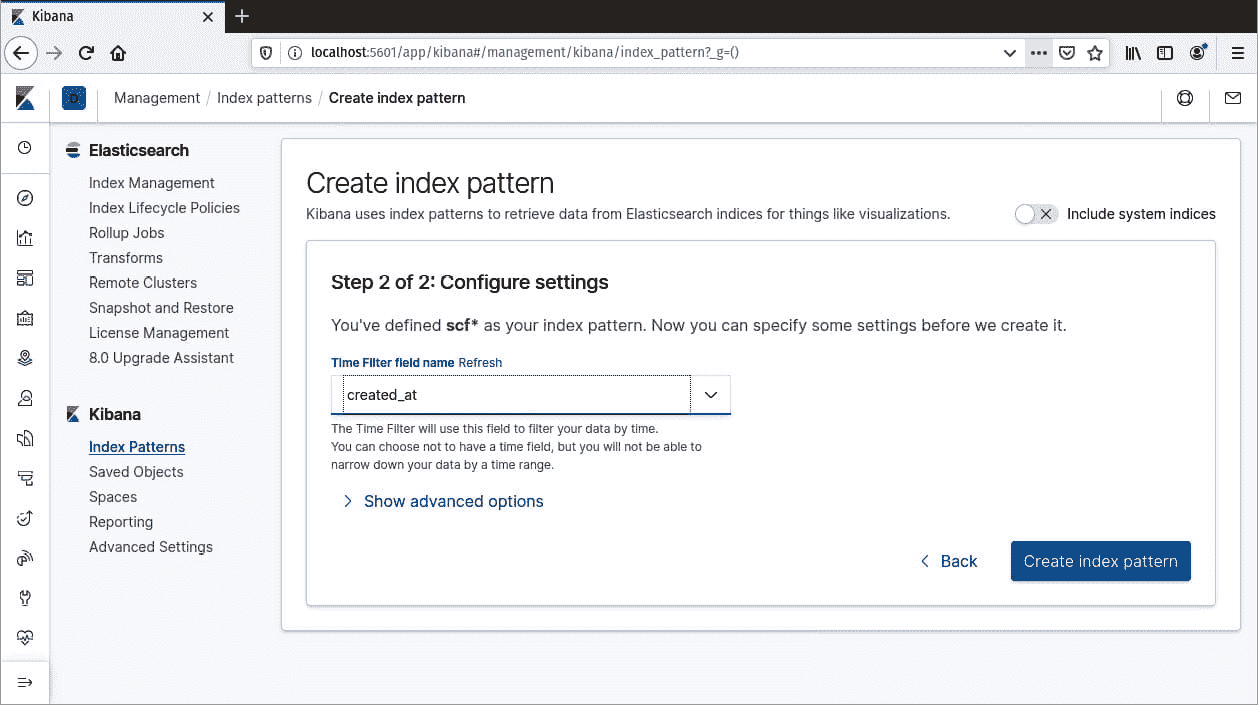 Kibana
localhost:5601/app/kibana#/management/kibana/index_pattern?_g=()
D
Management / Index patterns / Create index pattern
Elasticsearch
Index Management
Index Lifecycle Policies
Rollup Jobs
Transforms
Remote Clusters
Snapshot and Restore
License Management
8.0 Upgrade Assistant
Kibana
Index Patterns
Saved Objects
Spaces
Reporting
Advanced Settings
Create index pattern
Kibana uses index patterns to retrieve data from Elasticsearch indices for things like visualizations.
Include system indices
Step 2 of 2: Configure settings
You've defined scf* as your index pattern. Now you can specify some settings before we create it.
Time Filter field name Refresh
created_at
The Time Filter will use this field to filter your data by time.
You can choose not to have a time field, but you will not be able to
narrow down your data by a time range.
Show advanced options
Back
Create index pattern